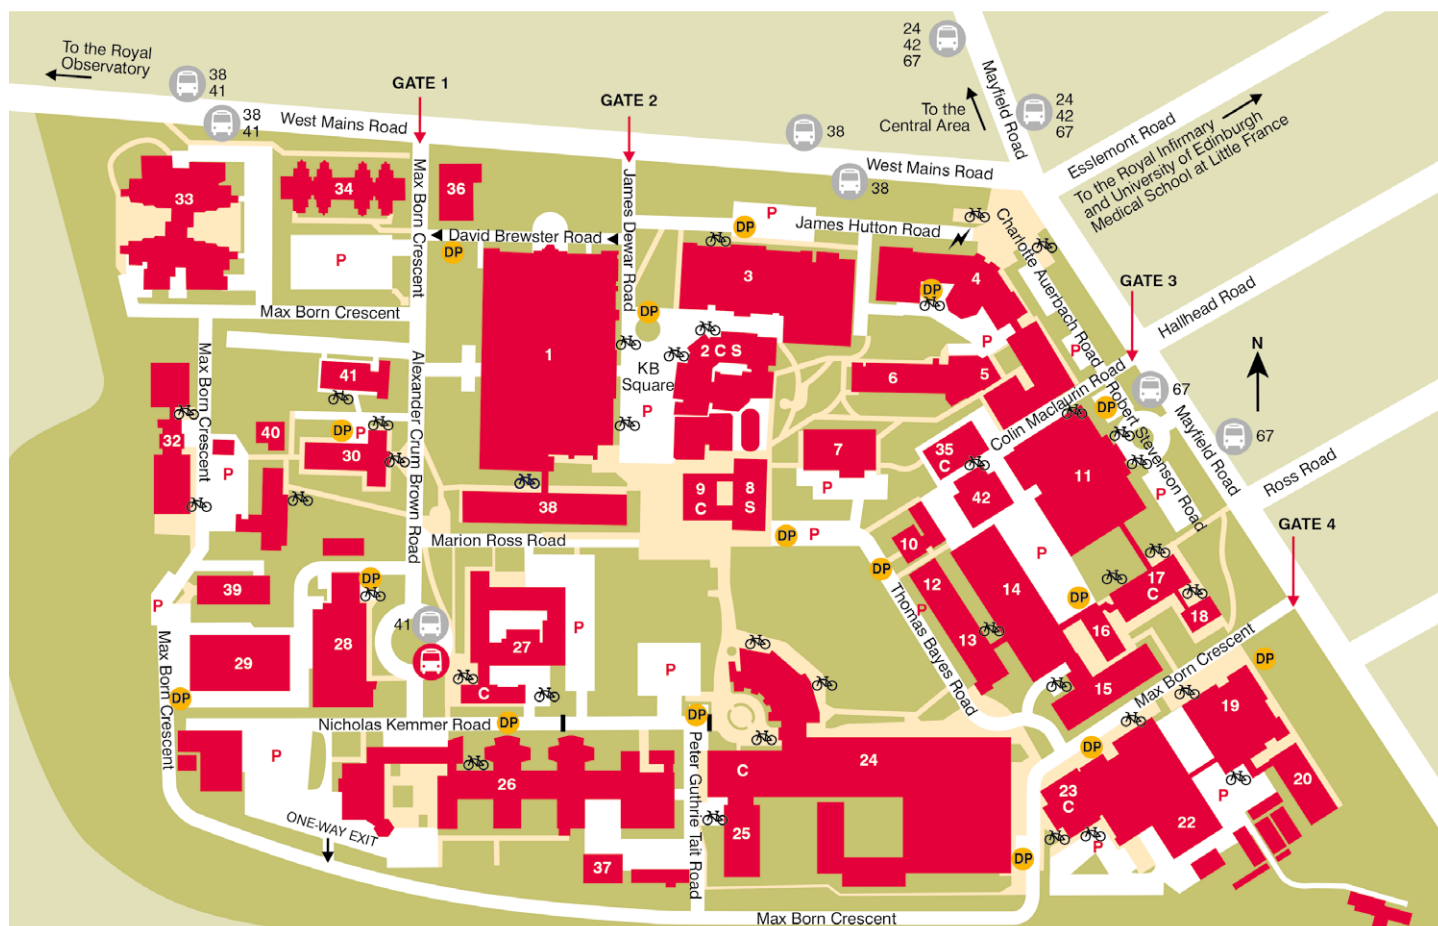 To the Royal
Observatory
38
41
38
41
GATE 1
GATE 2
West Mains Road
38
24
42
67
To the
Central Area
Mayfield Road
24
42
67
Esslemont Road
To the Royal Infirmary
and University of Edinburgh
Medical School at Little France
West Mains Road
38
33
34
36
Max Born Crescent
James Dewar Road
P
P
DP
James Hutton Road
David Brewster Road
DP
Charlotte Auerbach Road
3
4
DP
DP
GATE 3
Hallhead Road
Max Born Crescent
Max Born Crescent
Alexander Crum Brown Road
1
KB
Square
P
2 C S
P
P
5
6
Colin Maclaurin Road
Robert Stevenson Road
DP
67
Mayfield Road
67
N
41
32
40
DP
P
30
P
7
P
35
C
42
11
P
Ross Road
GATE 4
38
9
C
8
S
Marion Ross Road
DP
P
10
DP
P
12
P
13
14
DP
17
C
18
16
15
Thomas Bayes Road
Max Born Crescent
DP
39
P
DP
28
29
DP
Max Born Crescent
41
27
C
P
P
Nicholas Kemmer Road
DP
DP
Peter Guthrie Tait Road
P
26
C
24
25
37
ONE-WAY EXIT
DP
DP
23
C
P
22
19
P
20
Max Born Crescent